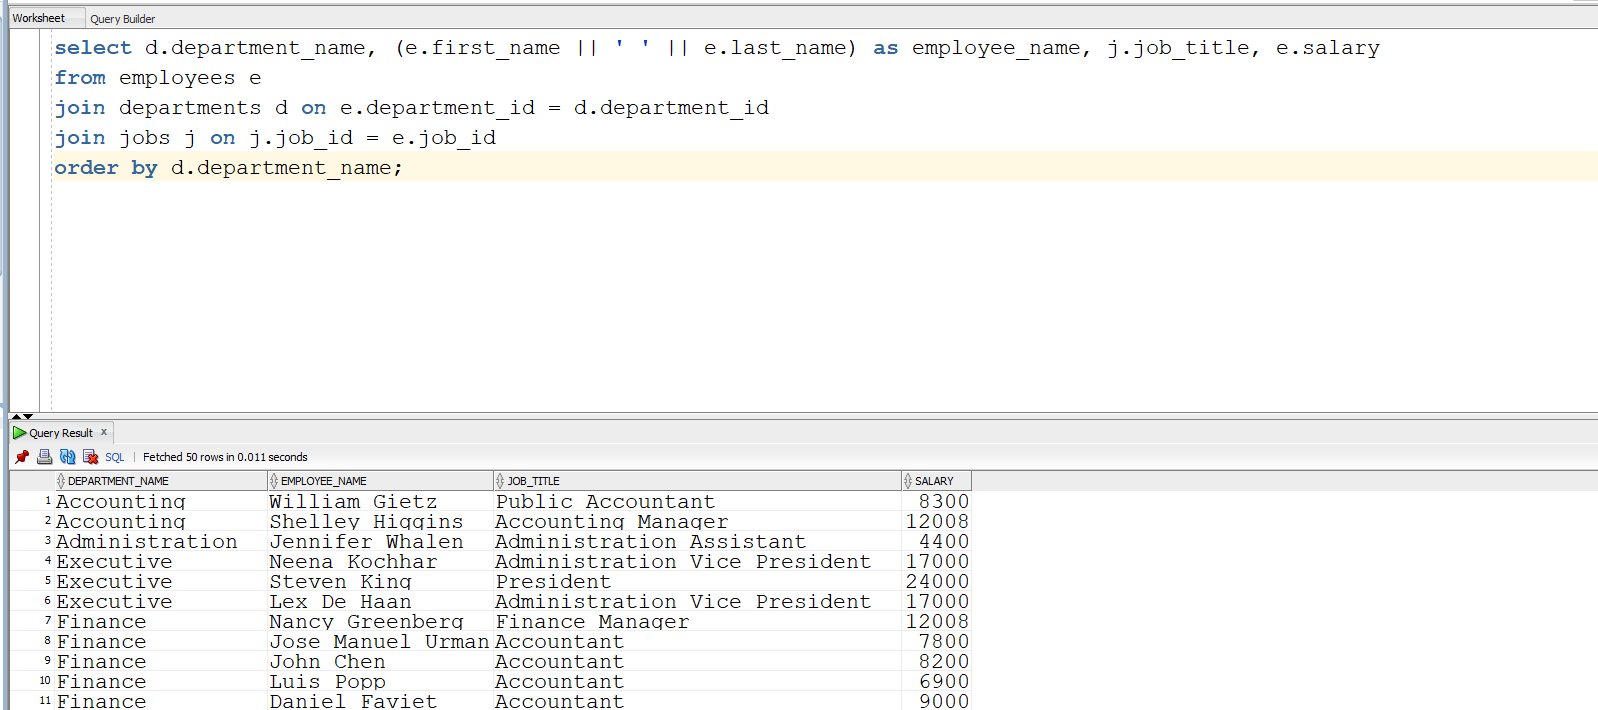 Worksheet Query Builder
select d.department_name, (e.first_name || ' ' || e.last_name) as employee_name, j.job_title, e.salary
from employees e
join departments d on e.department_id = d.department_id
join jobs j on j.job_id = e.job_id
order by d.department_name;
Query Result x
SQL | Fetched 50 rows in 0.011 seconds
DEPARTMENT_NAME EMPLOYEE_NAME JOB_TITLE SALARY
1 Accounting William Gietz Public Accountant 8300
2 Accounting Shelley Higgins Accounting Manager 12008
3 Administration Jennifer Whalen Administration Assistant 4400
4 Executive Neena Kochhar Administration Vice President 17000
5 Executive Steven King President 24000
6 Executive Lex De Haan Administration Vice President 17000
7 Finance Nancy Greenberg Finance Manager 12008
8 Finance Jose Manuel Urman Accountant 7800
9 Finance John Chen Accountant 8200
10 Finance Luis Popp Accountant 6900
11 Finance Daniel Faviet Accountant 9000